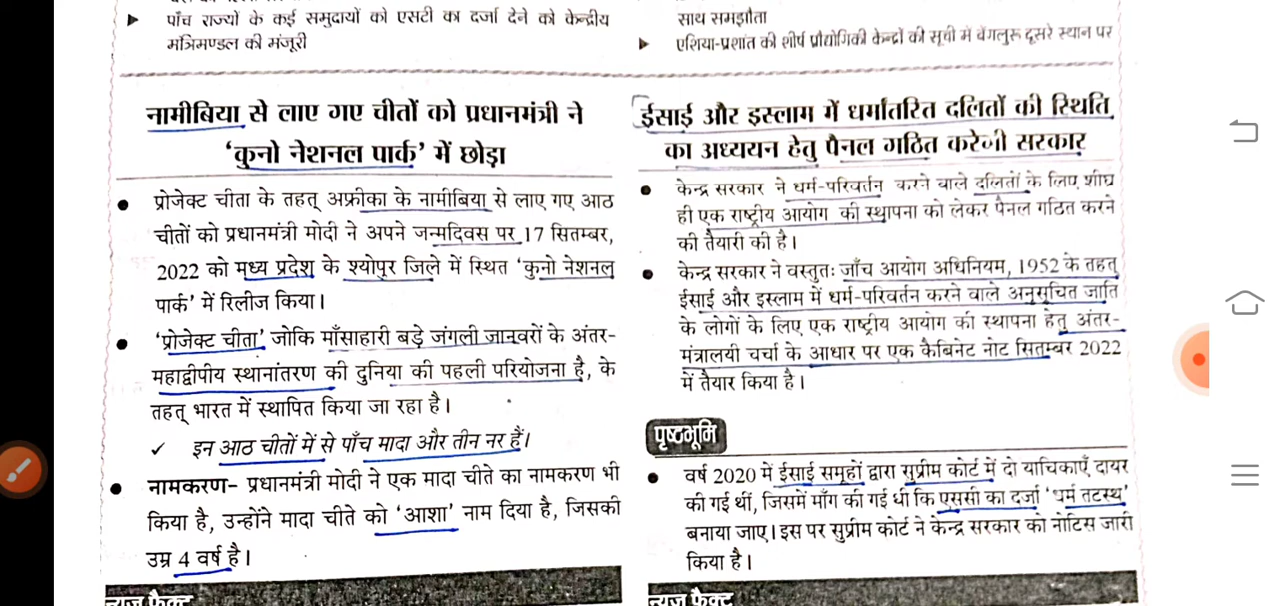 पाँच राज्यों के कई समुदायों को एसटी का दर्जा देने को केन्द्रीय
मंत्रिमण्डल की मंजूरी
साथ समझौता
एशिया-प्रशांत की शीर्ष प्रौद्योगिकी केन्द्रों की सूची में बेंगलुरू दूसरे स्थान पर
नामीबिया से लाए गए चीतों को प्रधानमंत्री ने
‘कुनो नेशनल पार्क’ में छोड़ा
● प्रोजेक्ट चीता के तहत् अफ्रीका के नामीबिया से लाए गए आठ
चीतों को प्रधानमंत्री मोदी ने अपने जन्मदिवस पर 17 सितम्बर,
2022 को मध्य प्रदेश के श्योपुर जिले में स्थित ‘कुनो नेशनल
पार्क’ में रिलीज किया।
● ‘प्रोजेक्ट चीता’ जोकि माँसाहारी बड़े जंगली जानवरों के अंतर-
महाद्वीपीय स्थानांतरण की दुनिया की पहली परियोजना है, के
तहत् भारत में स्थापित किया जा रहा है।
✓ इन आठ चीतों में से पाँच मादा और तीन नर हैं।
● नामकरण- प्रधानमंत्री मोदी ने एक मादा चीते का नामकरण भी
किया है, उन्होंने मादा चीते को ‘आशा’ नाम दिया है, जिसकी
उम्र 4 वर्ष है।
न्यूज फैक्ट
ईसाई और इस्लाम में धर्मांतरित दलितों की स्थिति
का अध्ययन हेतु पैनल गठित करेगी सरकार
● केन्द्र सरकार ने धर्म-परिवर्तन करने वाले दलितों के लिए शीघ्र
ही एक राष्ट्रीय आयोग की स्थापना को लेकर पैनल गठित करने
की तैयारी की है।
● केन्द्र सरकार ने वस्तुतः जाँच आयोग अधिनियम, 1952 के तहत्
ईसाई और इस्लाम में धर्म-परिवर्तन करने वाले अनुसूचित जाति
के लोगों के लिए एक राष्ट्रीय आयोग की स्थापना हेतु अंतर-
मंत्रालयी चर्चा के आधार पर एक कैबिनेट नोट सितम्बर 2022
में तैयार किया है।
पृष्ठभूमि
● वर्ष 2020 में ईसाई समूहों द्वारा सुप्रीम कोर्ट में दो याचिकाएँ दायर
की गई थीं, जिसमें माँग की गई थी कि एससी का दर्जा ‘धर्म तटस्थ’
बनाया जाए। इस पर सुप्रीम कोर्ट ने केन्द्र सरकार को नोटिस जारी
किया है।
न्यूज फैक्ट